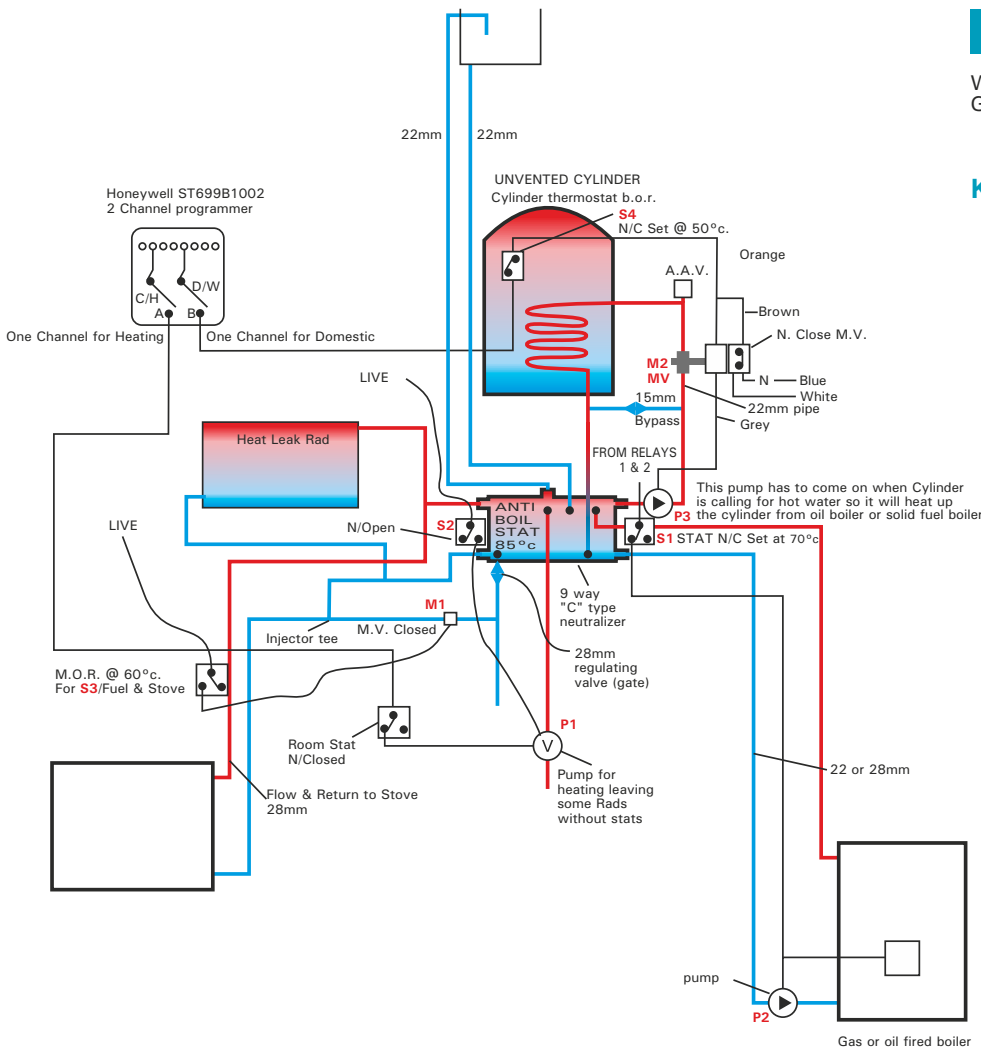 W
G
K
22mm
22mm
Honeywell ST699B1002
2 Channel programmer
UNVENTED CYLINDER
Cylinder thermostat b.o.r.
S4
N/C Set @ 50°c.
Orange
A.A.V.
C/H
D/W
A
B
Brown
One Channel for Heating
One Channel for Domestic
N. Close M.V.
M2
MV
LIVE
N
Blue
15mm
White
22mm pipe
Bypass
Grey
Heat Leak Rad
FROM RELAYS
1 & 2
This pump has to come on when Cylinder
is calling for hot water so it will heat up
the cylinder from oil boiler or solid fuel boiler
P3
ANTI
BOIL
STAT
85°c
LIVE
S2
N/Open
S1 STAT N/C Set at 70°c
9 way
"C" type
neutralizer
M1
M.V. Closed
Injector tee
28mm
regulating
valve (gate)
M.O.R. @ 60°c.
For S3/Fuel & Stove
P1
V
Room Stat
N/Closed
Pump for
heating leaving
some Rads
without stats
22 or 28mm
Flow & Return to Stove
28mm
pump
P2
Gas or oil fired boiler